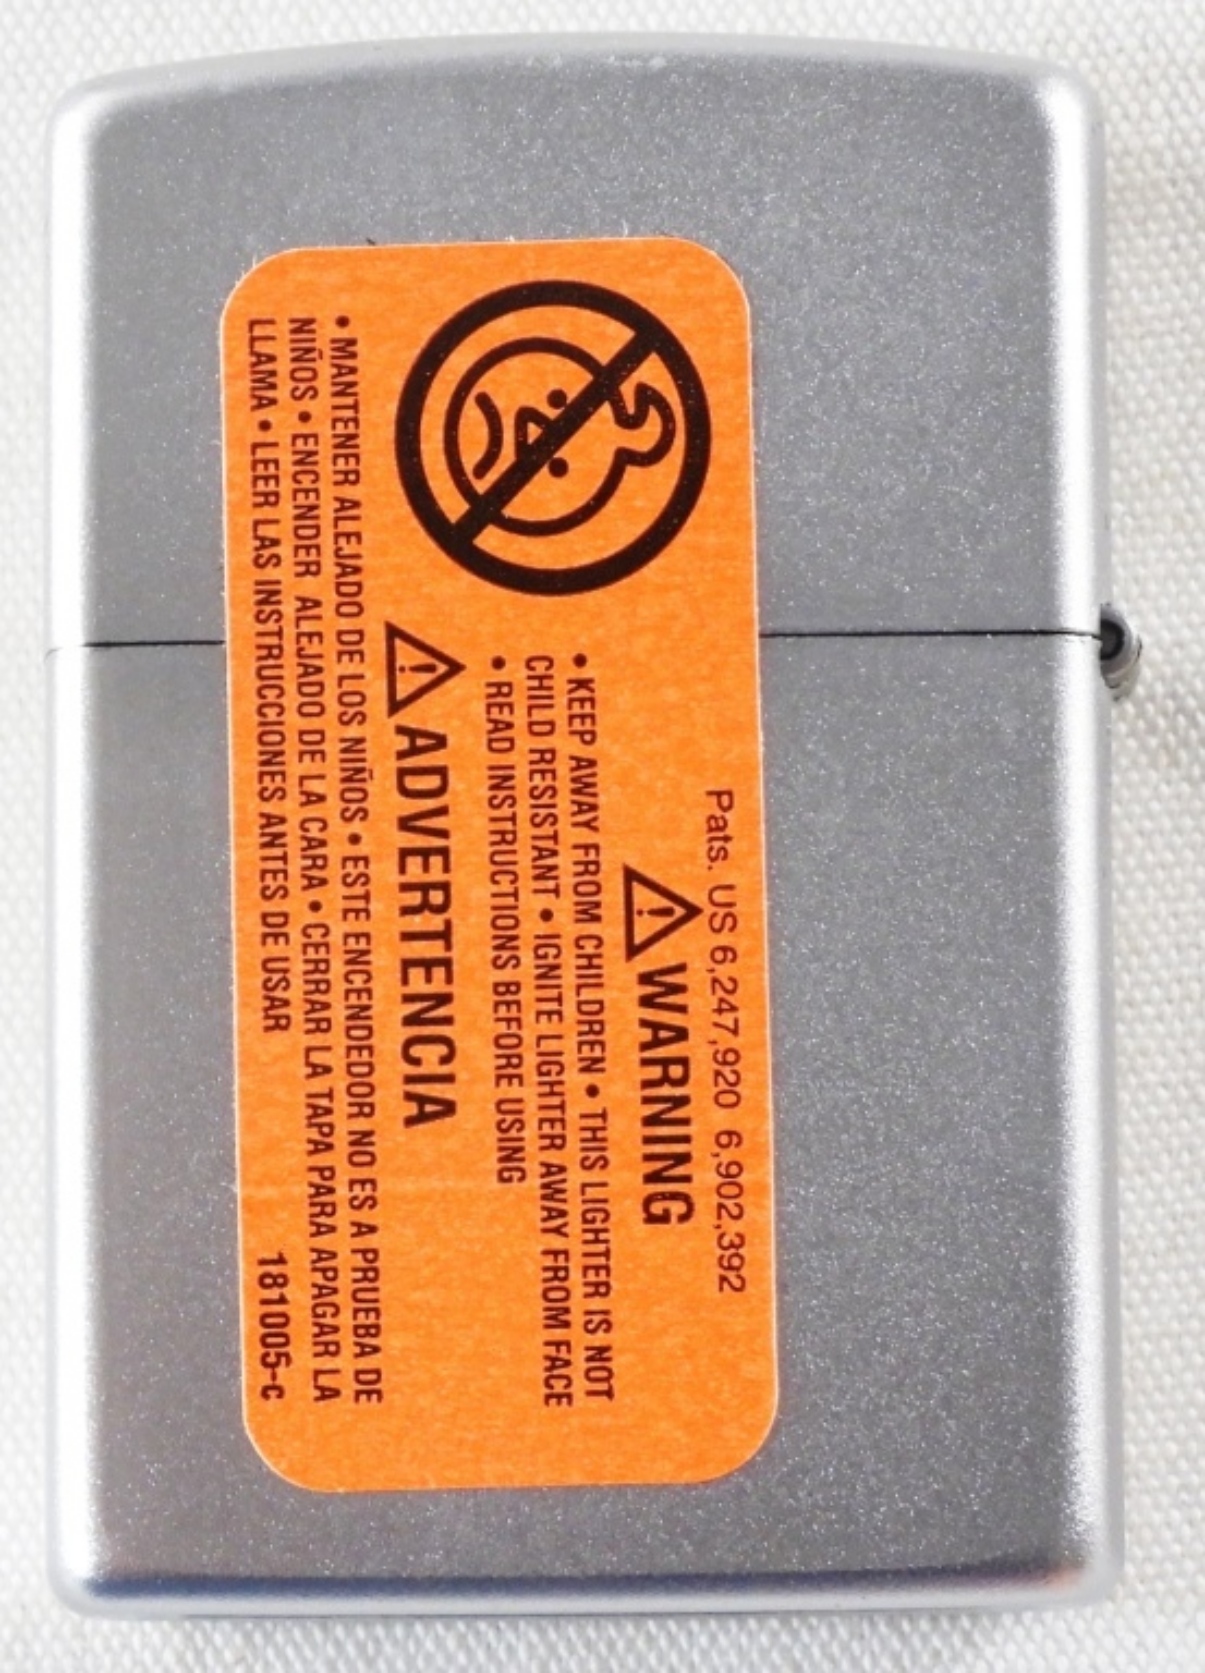 Pats. US 6,247,920 6,902,392
WARNING
• KEEP AWAY FROM CHILDREN • THIS LIGHTER IS NOT
CHILD RESISTANT • IGNITE LIGHTER AWAY FROM FACE
• READ INSTRUCTIONS BEFORE USING
ADVERTENCIA
• MANTENER ALEJADO DE LOS NIÑOS • ESTE ENCENDEDOR NO ES A PRUEBA DE
NIÑOS • ENCENDER ALEJADO DE LA CARA • CERRAR LA TAPA PARA APAGAR LA
LLAMA • LEER LAS INSTRUCCIONES ANTES DE USAR 181005-c